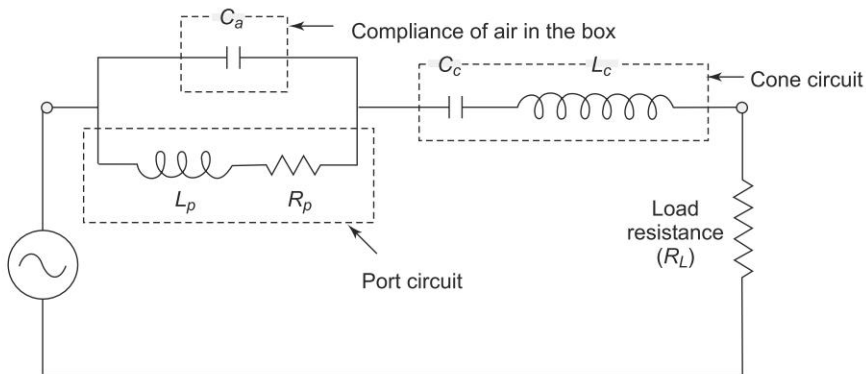 Ca
Compliance of air in the box
Cc
Lc
Cone circuit
Lp
Rp
Load
resistance
(RL)
Port circuit